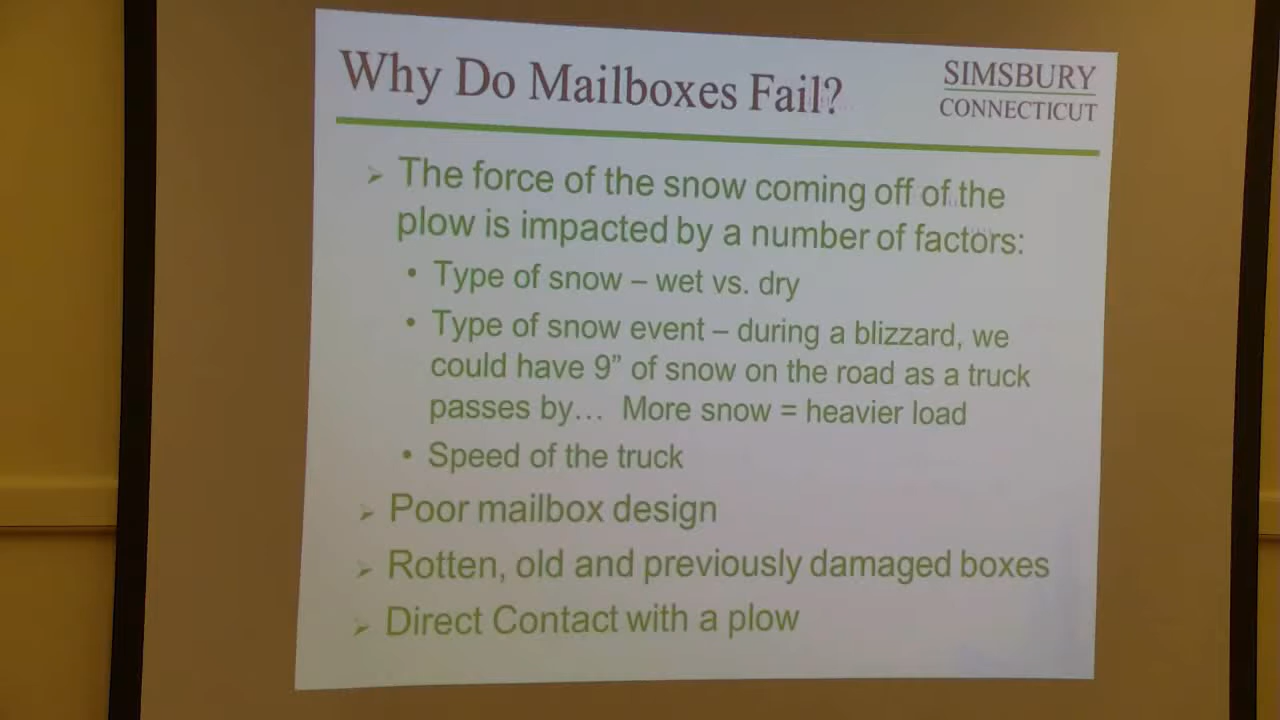 Why Do Mailboxes Fail?
SIMSBURY
CONNECTICUT
➢ The force of the snow coming off of the
plow is impacted by a number of factors:
• Type of snow – wet vs. dry
• Type of snow event – during a blizzard, we
could have 9” of snow on the road as a truck
passes by… More snow = heavier load
• Speed of the truck
➢ Poor mailbox design
➢ Rotten, old and previously damaged boxes
➢ Direct Contact with a plow